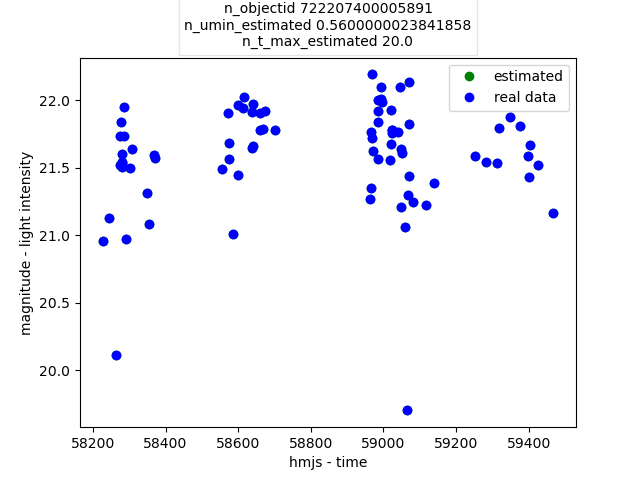 n_objectid 722207400005891
n_umin_estimated 0.5600000023841858
n_t_max_estimated 20.0
estimated
real data
22.0
21.5
21.0
20.5
20.0
magnitude - light intensity
58200 58400 58600 58800 59000 59200 59400
hmjs - time